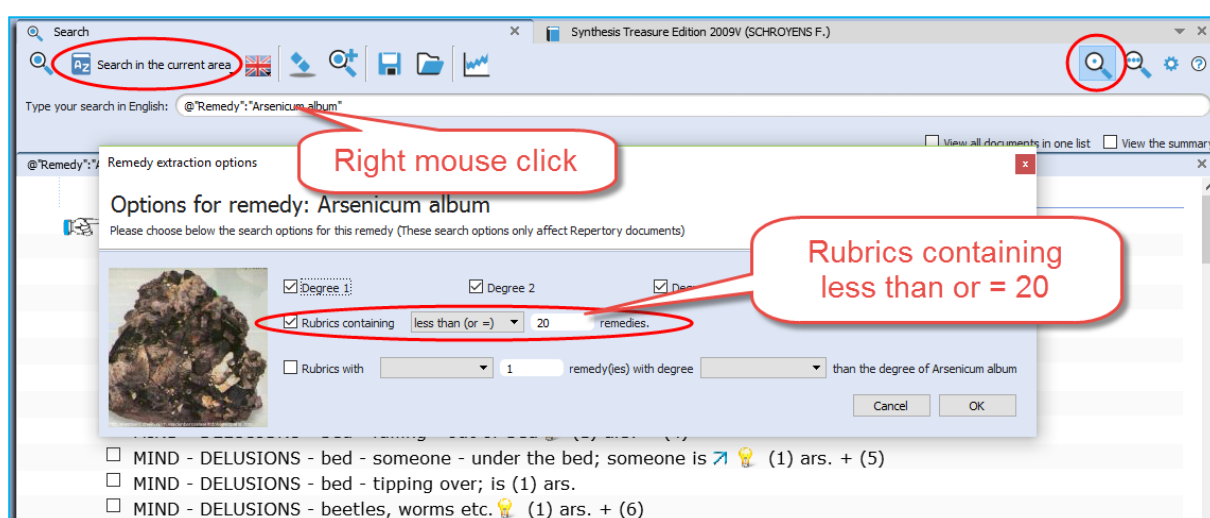 Search
Synthesis Treasure Edition 2009V (SCHROYENS F.)
AZ Search in the current area
Type your search in English: @"Remedy":"Arsenicum album"
View all documents in one list View the summary
@"Remedy":"A
Remedy extraction options
Right mouse click
Options for remedy: Arsenicum album
Please choose below the search options for this remedy (These search options only affect Repertory documents)
Rubrics containing
less than or = 20
Degree 1 Degree 2
Rubrics containing less than (or =) 20 remedies.
Rubrics with 1 remedy(ies) with degree than the degree of Arsenicum album
Cancel OK
MIND - DELUSIONS - bed - someone - under the bed; someone is (1) ars. + (5)
MIND - DELUSIONS - bed - tipping over; is (1) ars.
MIND - DELUSIONS - beetles, worms etc. (1) ars. + (6)